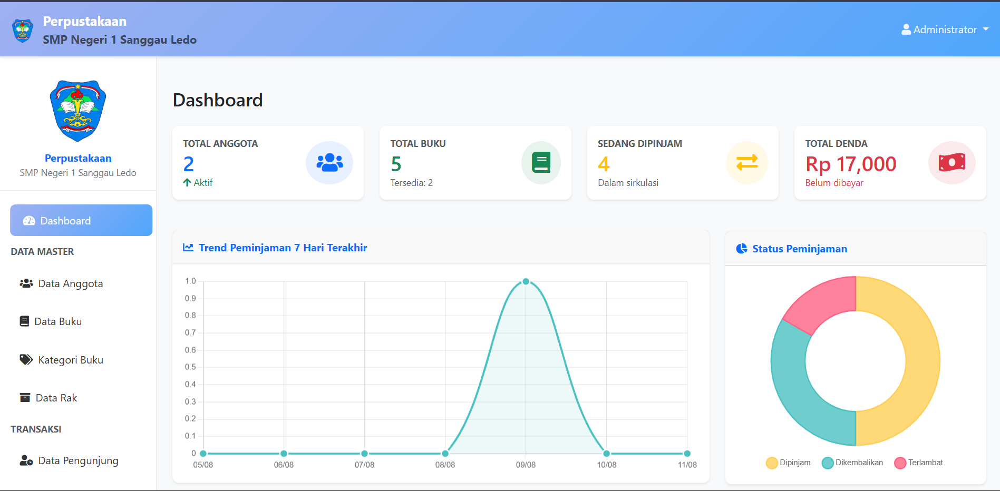 Perpustakaan
SMP Negeri 1 Sanggau Ledo
Administrator
Perpustakaan
SMP Negeri 1 Sanggau Ledo
Dashboard
DATA MASTER
Data Anggota
Data Buku
Kategori Buku
Data Rak
TRANSAKSI
Data Pengunjung
Dashboard
TOTAL ANGGOTA
2
Aktif
TOTAL BUKU
5
Tersedia: 2
SEDANG DIPINJAM
4
Dalam sirkulasi
TOTAL DENDA
Rp 17,000
Belum dibayar
Trend Peminjaman 7 Hari Terakhir
1.0
0.9
0.8
0.7
0.6
0.5
0.4
0.3
0.2
0.1
0
05/08 06/08 07/08 08/08 09/08 10/08 11/08
Status Peminjaman
Dipinjam Dikembalikan Terlambat